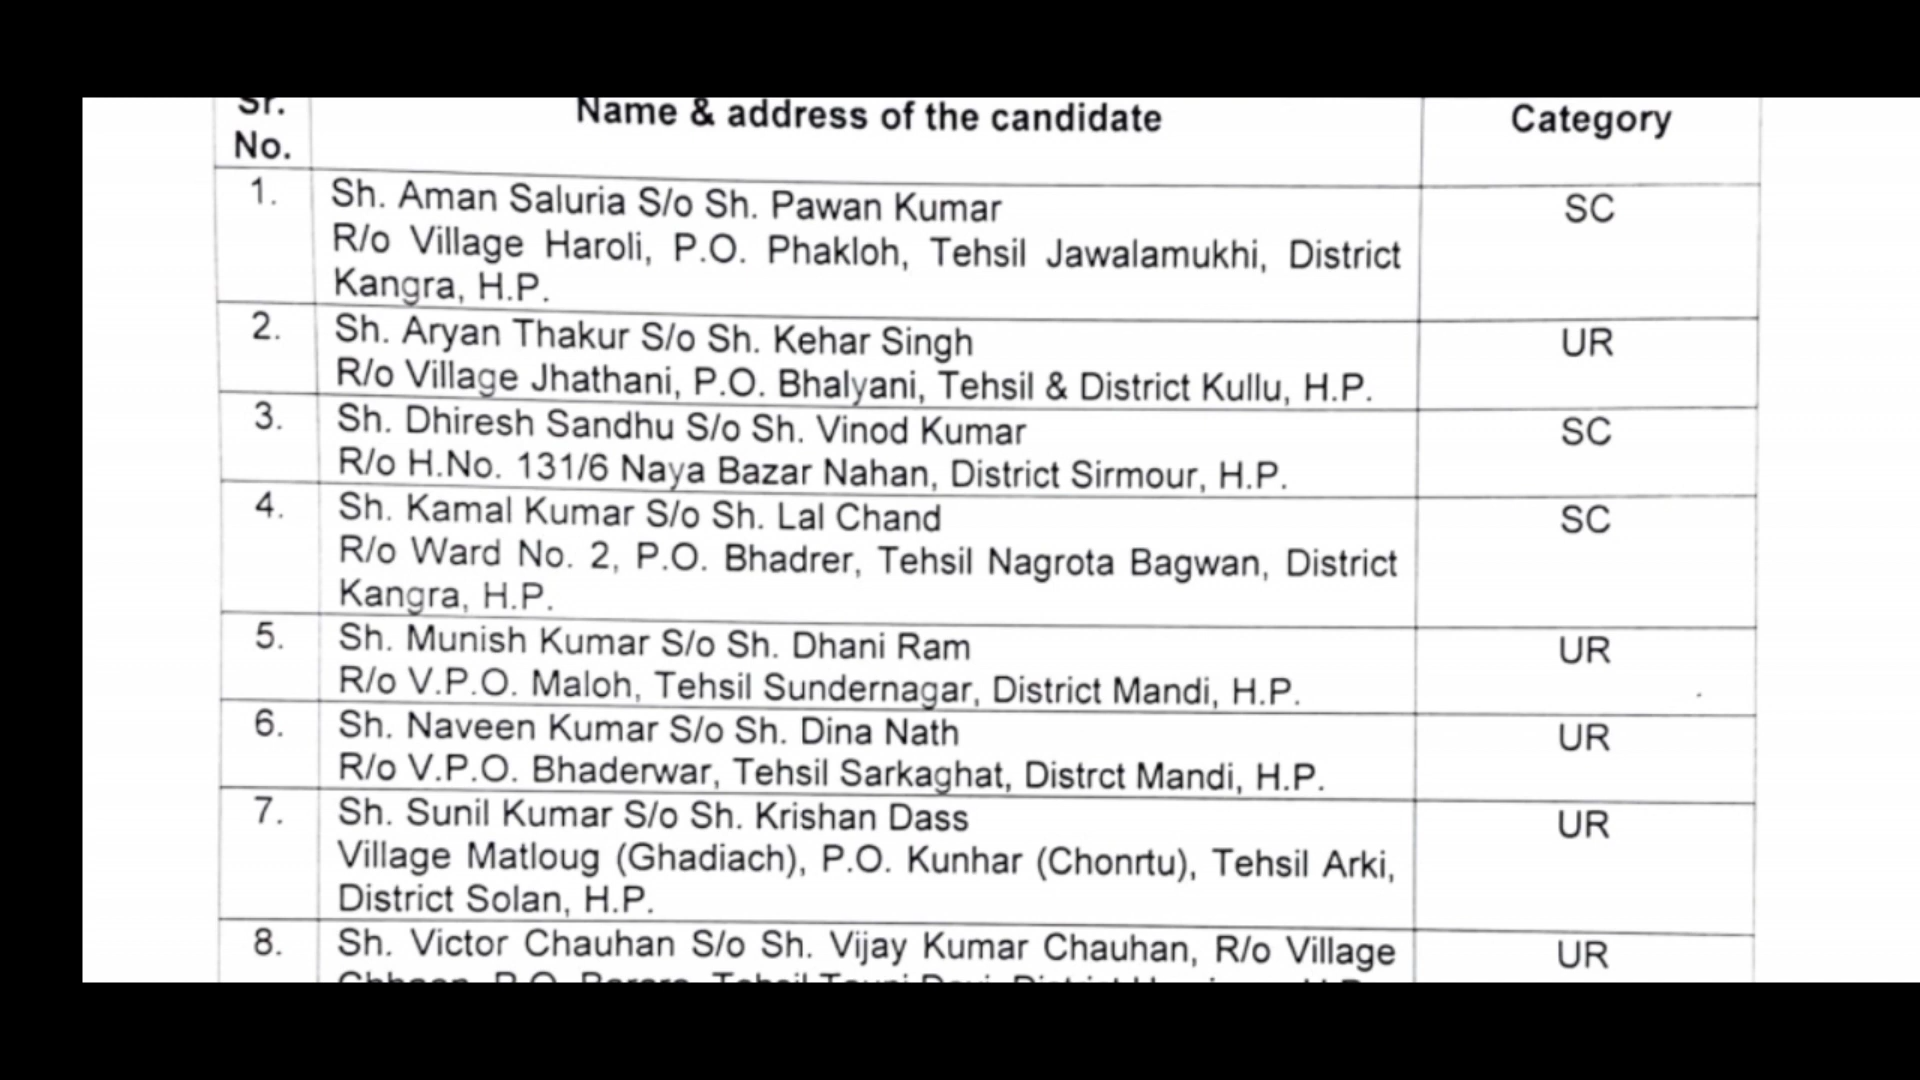 Sr.
No.
Name & address of the candidate
Category
1.
Sh. Aman Saluria S/o Sh. Pawan Kumar
R/o Village Haroli, P.O. Phakloh, Tehsil Jawalamukhi, District
Kangra, H.P.
SC
2.
Sh. Aryan Thakur S/o Sh. Kehar Singh
R/o Village Jhathani, P.O. Bhalyani, Tehsil & District Kullu, H.P.
UR
3.
Sh. Dhiresh Sandhu S/o Sh. Vinod Kumar
R/o H.No. 131/6 Naya Bazar Nahan, District Sirmour, H.P.
SC
4.
Sh. Kamal Kumar S/o Sh. Lal Chand
R/o Ward No. 2, P.O. Bhadrer, Tehsil Nagrota Bagwan, District
Kangra, H.P.
SC
5.
Sh. Munish Kumar S/o Sh. Dhani Ram
R/o V.P.O. Maloh, Tehsil Sundernagar, District Mandi, H.P.
UR
6.
Sh. Naveen Kumar S/o Sh. Dina Nath
R/o V.P.O. Bhaderwar, Tehsil Sarkaghat, Distrct Mandi, H.P.
UR
7.
Sh. Sunil Kumar S/o Sh. Krishan Dass
Village Matloug (Ghadiach), P.O. Kunhar (Chonrtu), Tehsil Arki,
District Solan, H.P.
UR
8.
Sh. Victor Chauhan S/o Sh. Vijay Kumar Chauhan, R/o Village
UR